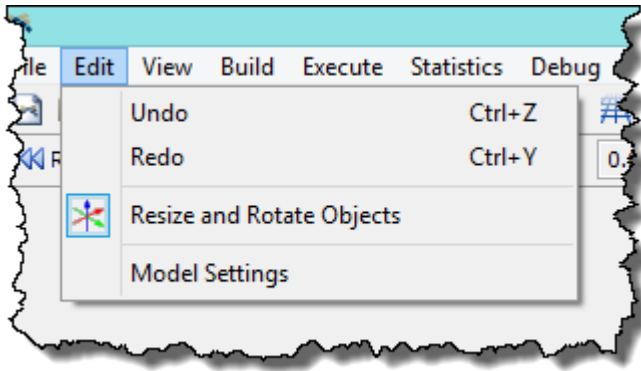 Edit View Build Execute Statistics Debug
Undo Ctrl+Z
Redo Ctrl+Y
Resize and Rotate Objects
Model Settings